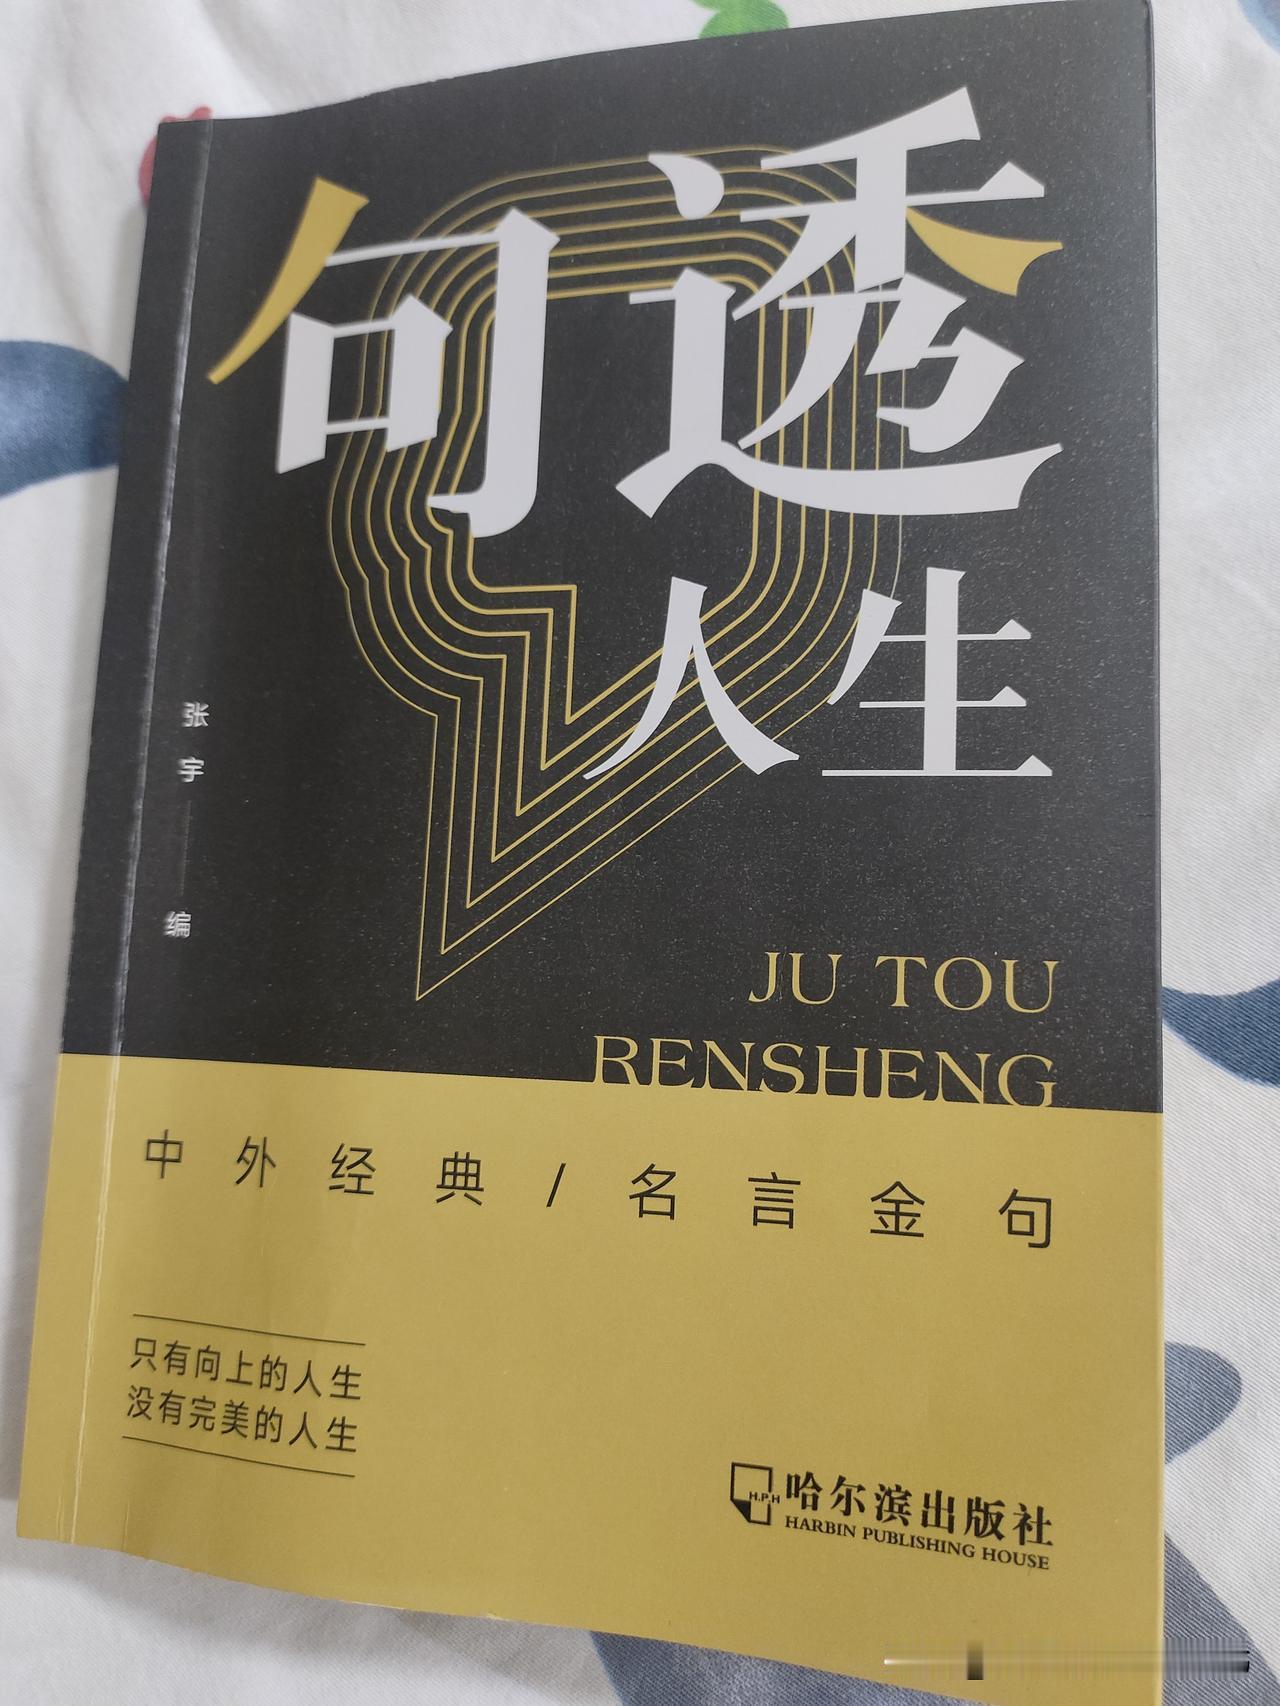 句透
人生
张宇 编
JU TOU
RENSHENG
中外经典/名言金句
只有向上的人生
没有完美的人生
H.P.H
哈尔滨出版社
HARBIN PUBLISHING HOUSE